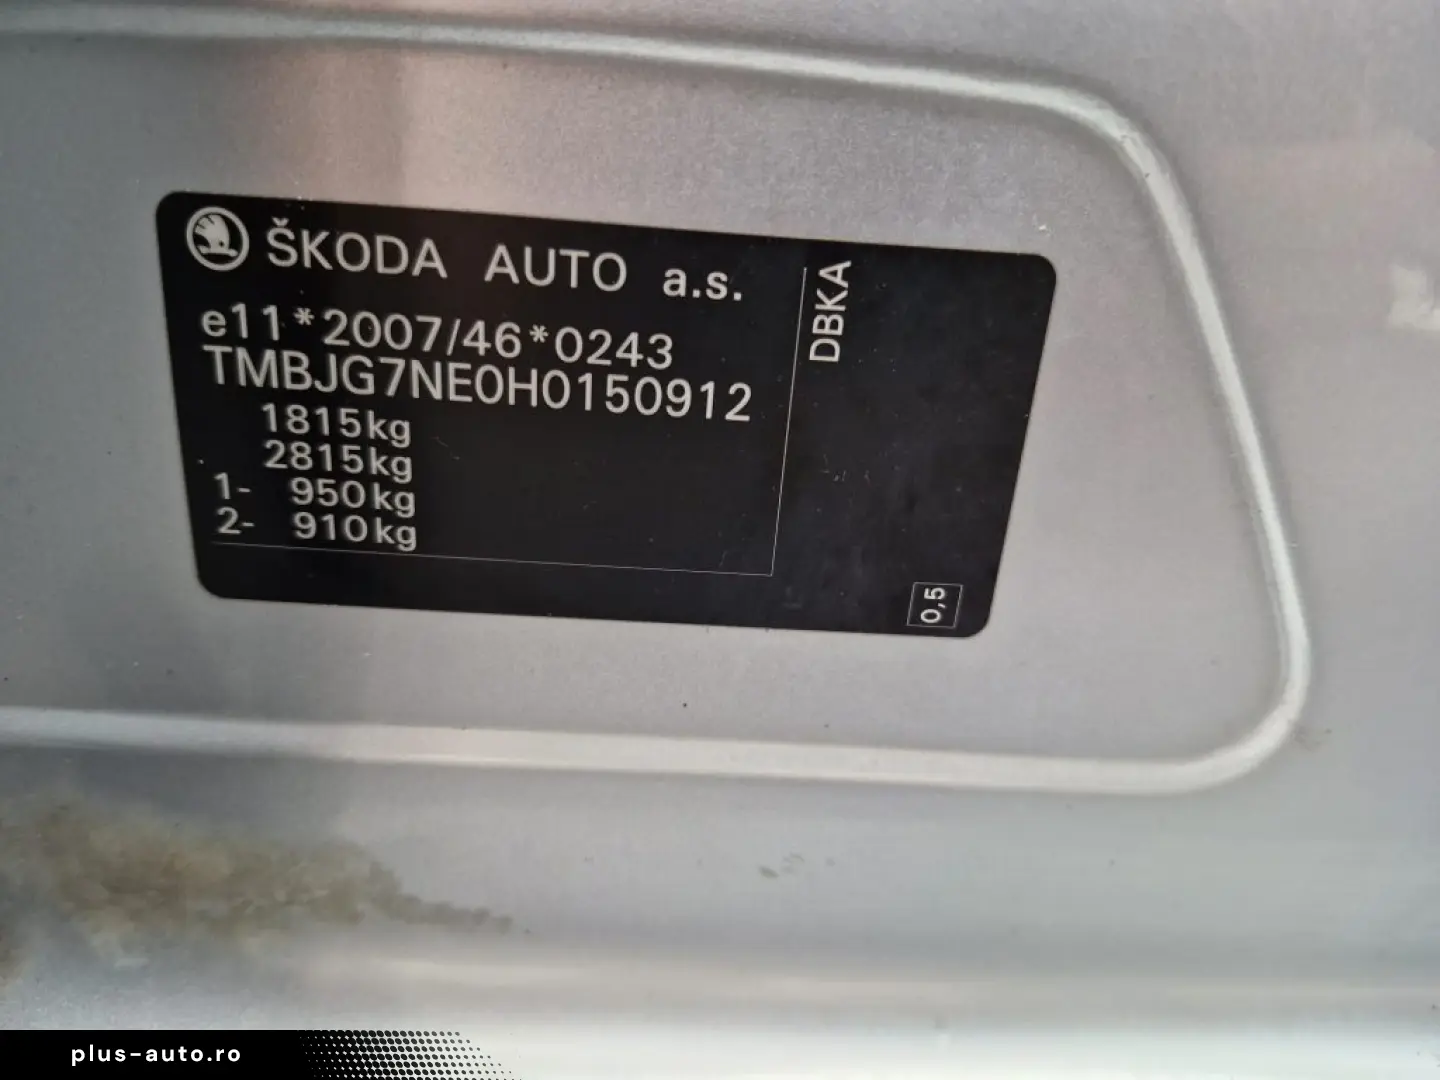 ŠKODA AUTO a.s.
e11*2007/46*0243
TMBJG7NE0H0150912
1815kg
2815kg
1- 950kg
2- 910kg
DBKA
0,5
plus-auto.ro